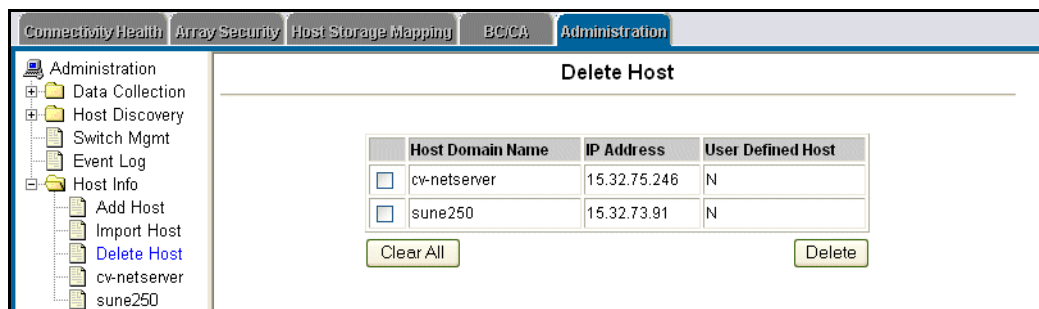 Connectivity Health Array Security Host Storage Mapping BC/CA Administration
Administration
Data Collection
Host Discovery
Switch Mgmt
Event Log
Host Info
Add Host
Import Host
Delete Host
cv-netserver
sune250
Delete Host
Host Domain Name IP Address User Defined Host
cv-netserver 15.32.75.246 N
sune250 15.32.73.91 N
Clear All Delete